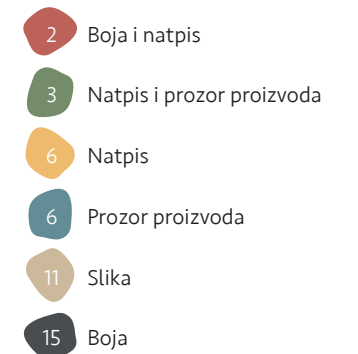 2 Boja i natpis
3 Natpis i prozor proizvoda
6 Natpis
6 Prozor proizvoda
11 Slika
15 Boja